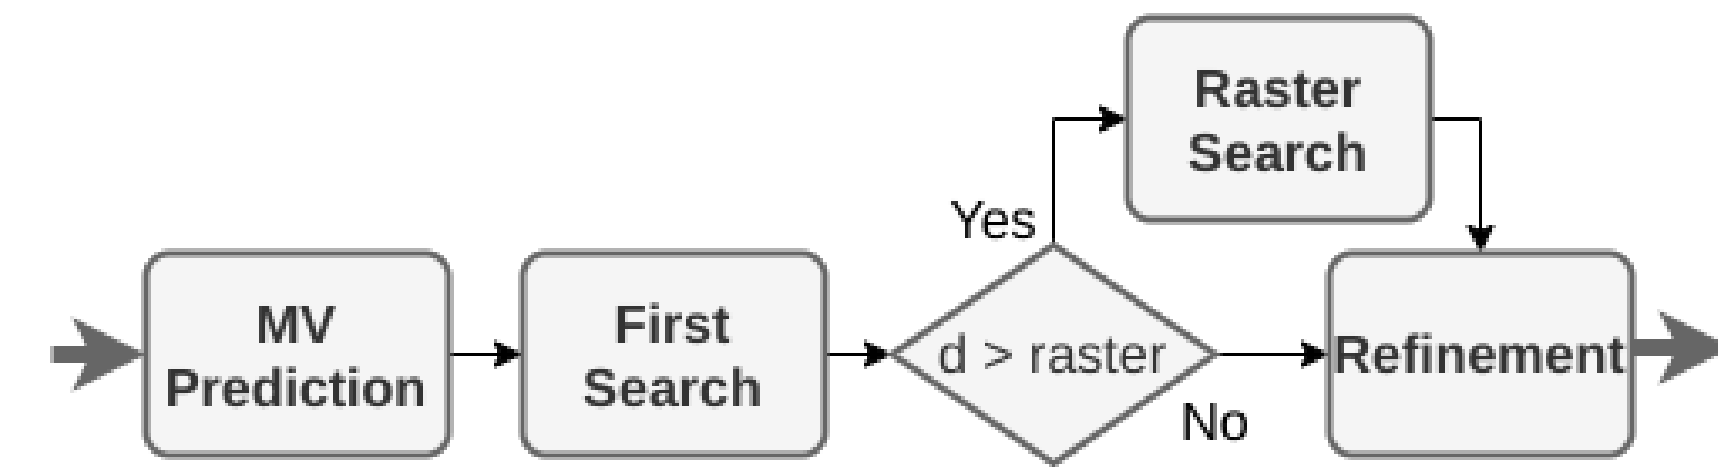 MV
Prediction
First
Search
d > raster
Yes
Raster
Search
No
Refinement